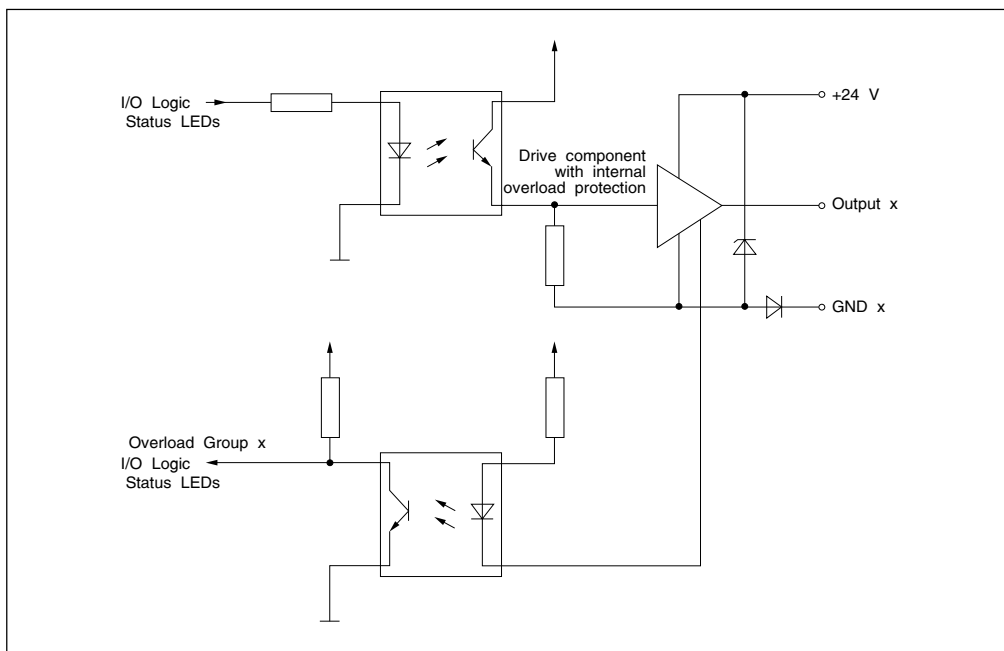 I/O Logic
Status LEDs
Drive component
with internal
overload protection
+24 V
Output x
GND x
Overload Group x
I/O Logic
Status LEDs